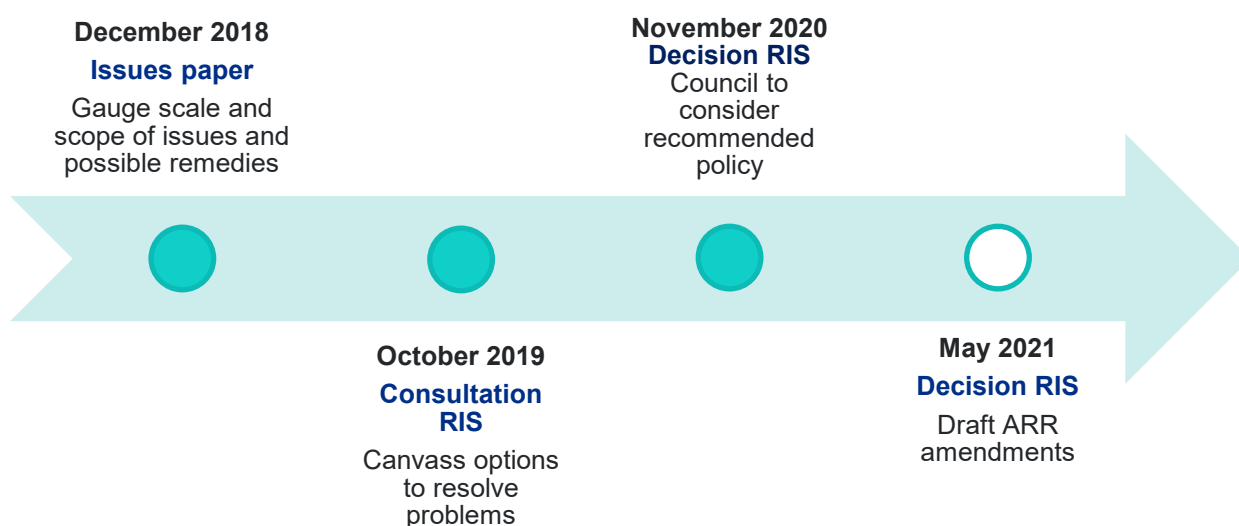 December 2018
Issues paper
Gauge scale and
scope of issues and
possible remedies
October 2019
Consultation
RIS
Canvass options
to resolve
problems
November 2020
Decision RIS
Council to
consider
recommended
policy
May 2021
Decision RIS
Draft ARR
amendments